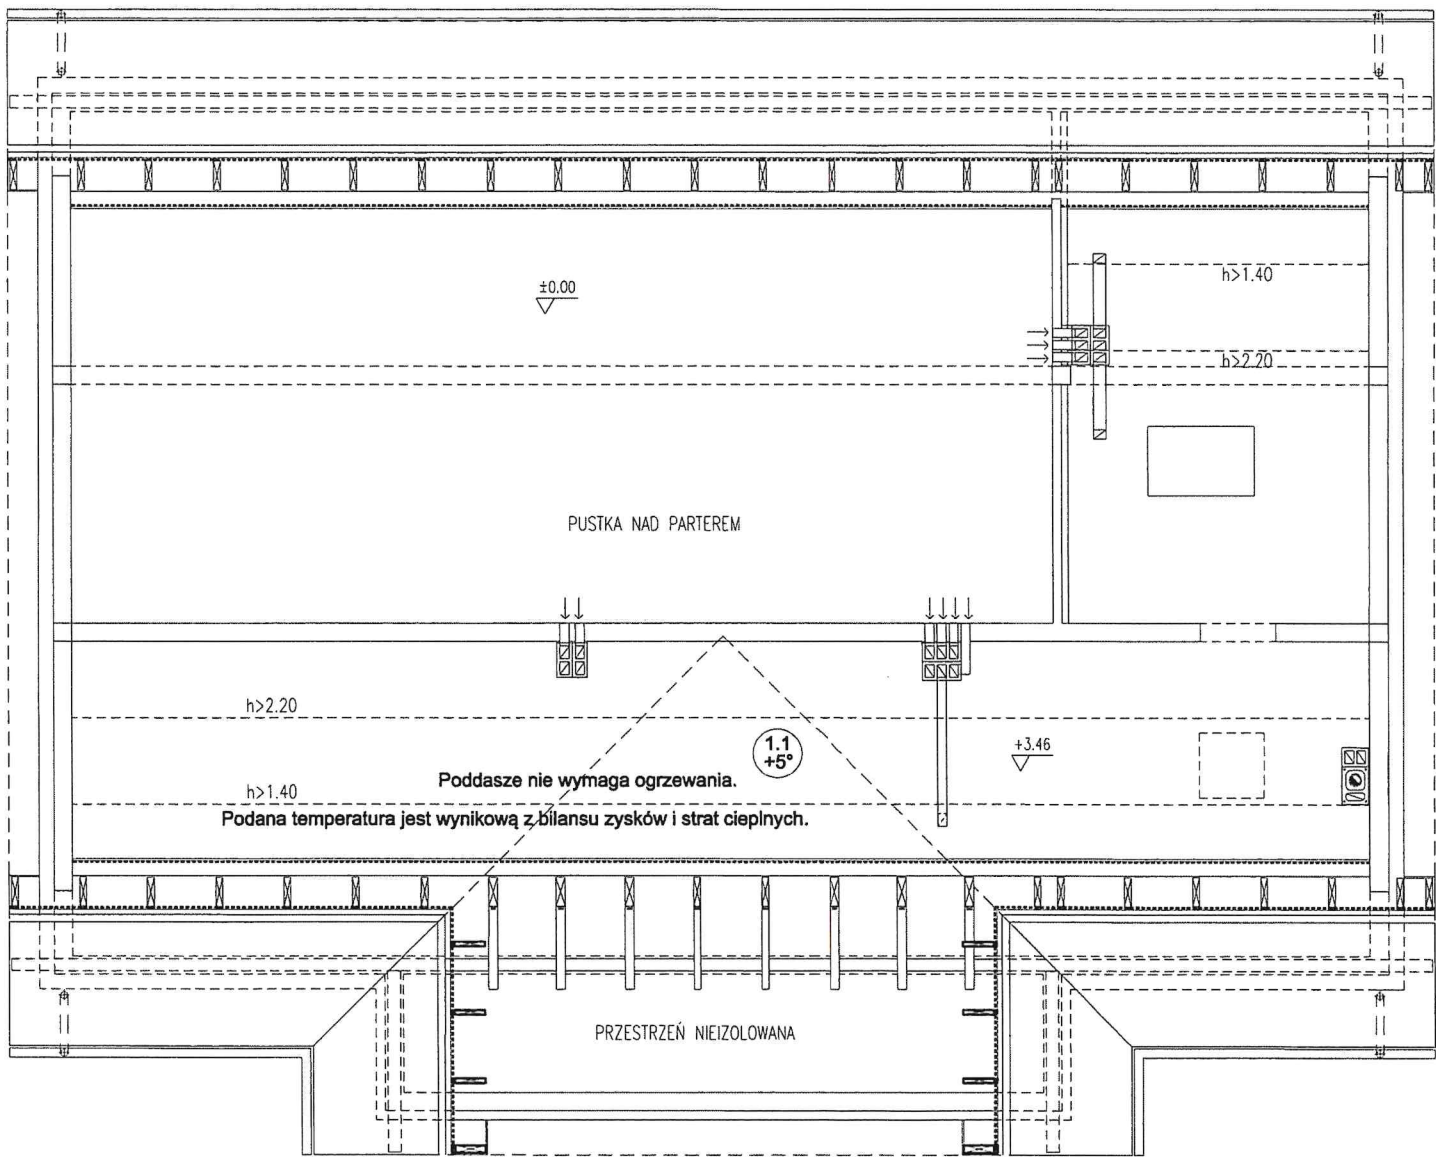 ±0.00
h>1.40
h>2.20
PUSTKA NAD PARTEREM
h>2.20
1.1
+5°
+3.46
Poddasze nie wymaga ogrzewania.
h>1.40
Podana temperatura jest wynikową z bilansu zysków i strat cieplnych.
PRZESTRZEŃ NIEIZOLOWANA